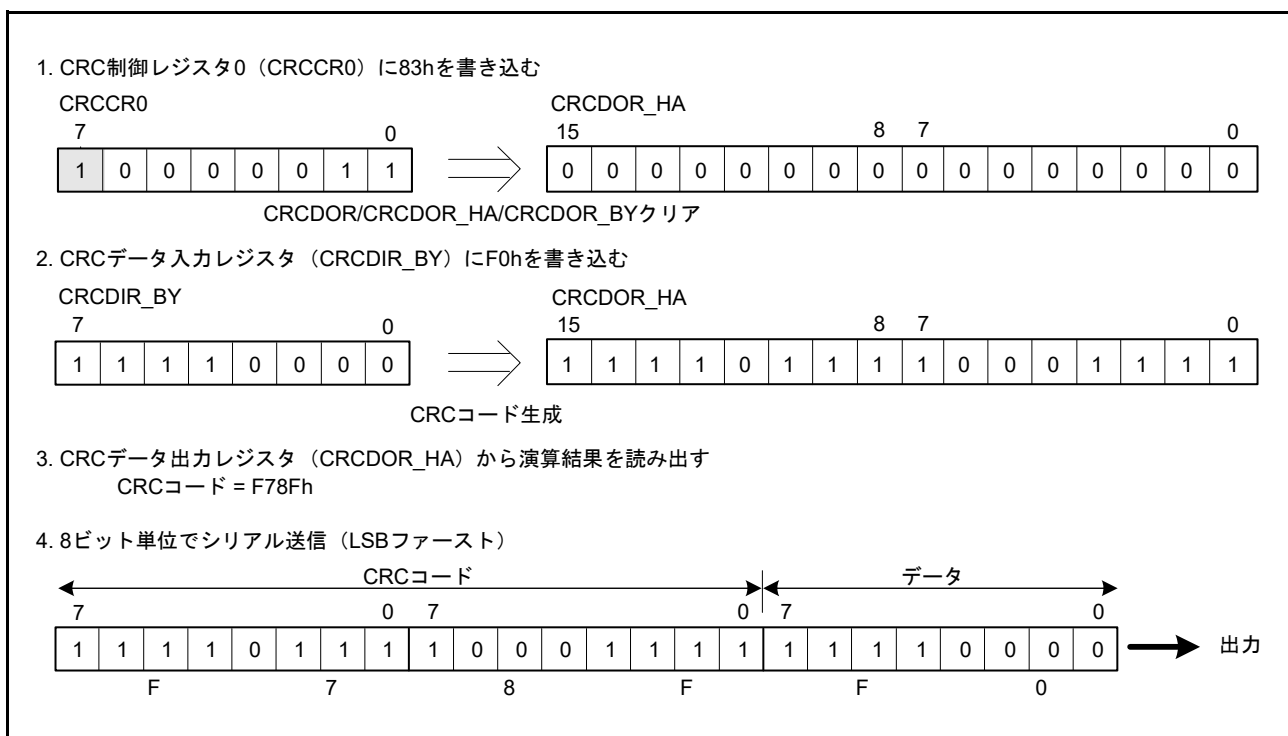 1. CRC制御レジスタ0（CRCCR0）に83hを書き込む
CRCCR0 CRCDOR_HA
7 0 15 8 7 0
1 0 0 0 0 0 1 1 0 0 0 0 0 0 0 0 0 0 0 0 0 0 0 0
CRCDOR/CRCDOR_HA/CRCDOR_BYクリア
2. CRCデータ入力レジスタ（CRCDIR_BY）にF0hを書き込む
CRCDIR_BY CRCDOR_HA
7 0 15 8 7 0
1 1 1 1 0 0 0 0 1 1 1 1 0 1 1 1 1 0 0 0 1 1 1 1
CRCコード生成
3. CRCデータ出力レジスタ（CRCDOR_HA）から演算結果を読み出す
CRCコード = F78Fh
4. 8ビット単位でシリアル送信（LSBファースト）
CRCコード データ
7 0 7 0 7 0
1 1 1 1 0 1 1 1 1 0 0 0 1 1 1 1 1 1 1 1 0 0 0 0 出力
F 7 8 F F 0